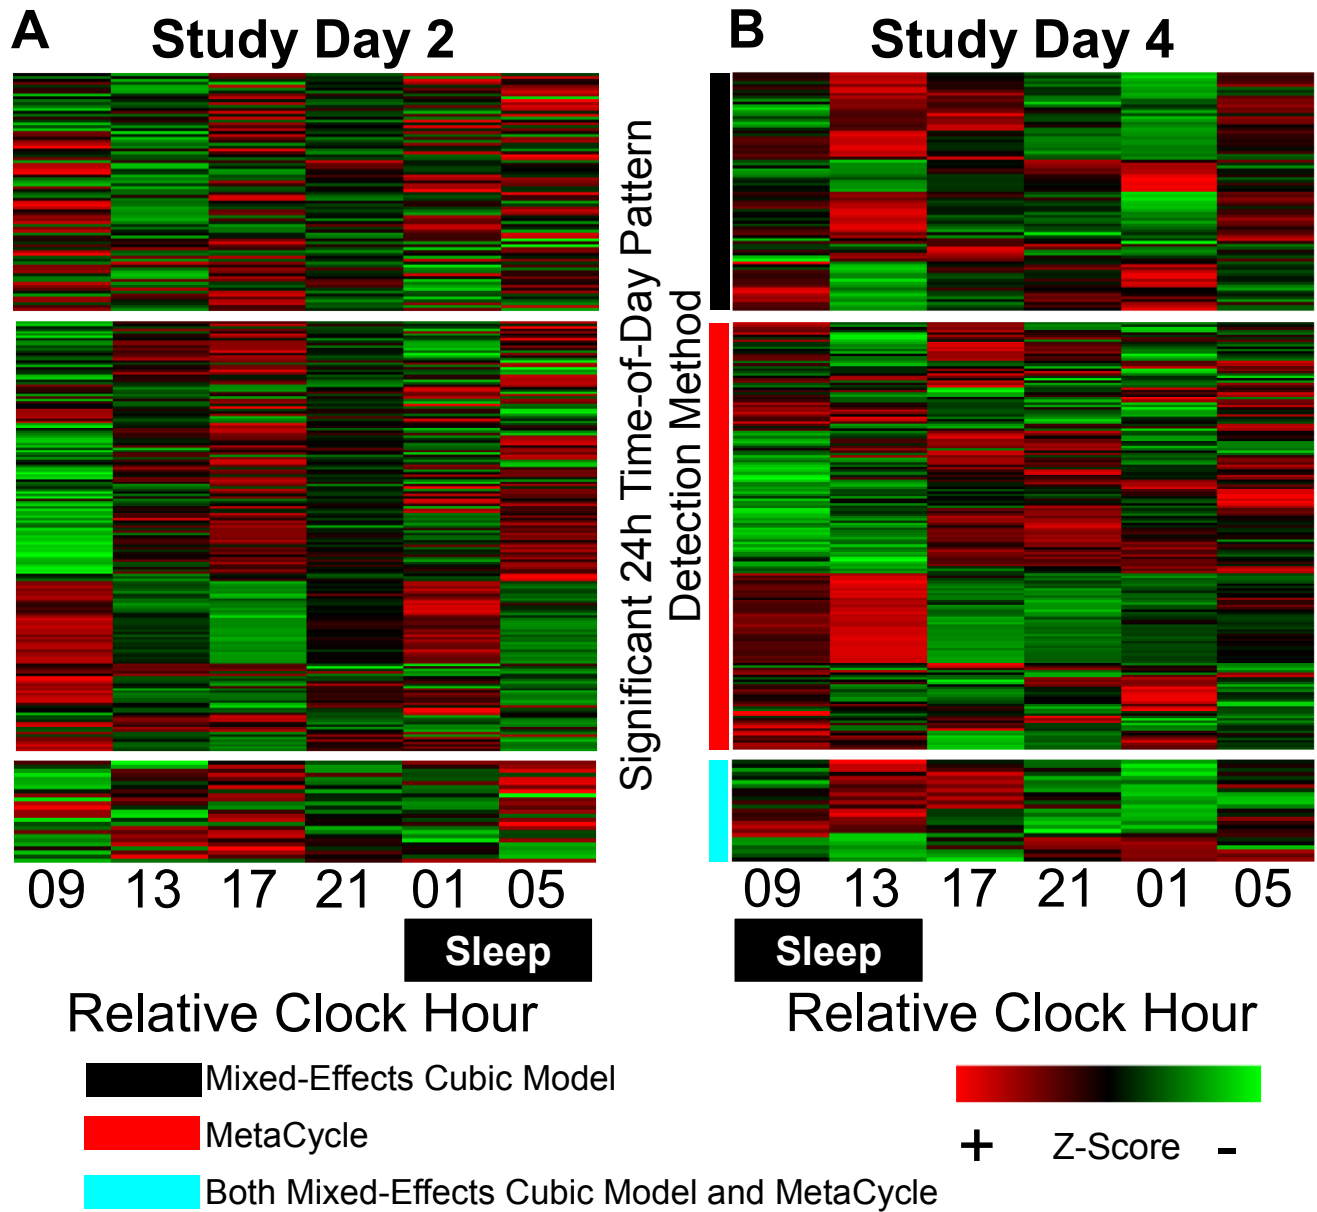 A
Study Day 2
B
Study Day 4
Significant 24h Time-of-Day Pattern
Detection Method
09 13 17 21 01 05
09 13 17 21 01 05
Sleep
Sleep
Relative Clock Hour
Relative Clock Hour
Mixed-Effects Cubic Model
MetaCycle
Both Mixed-Effects Cubic Model and MetaCycle
+ Z-Score -